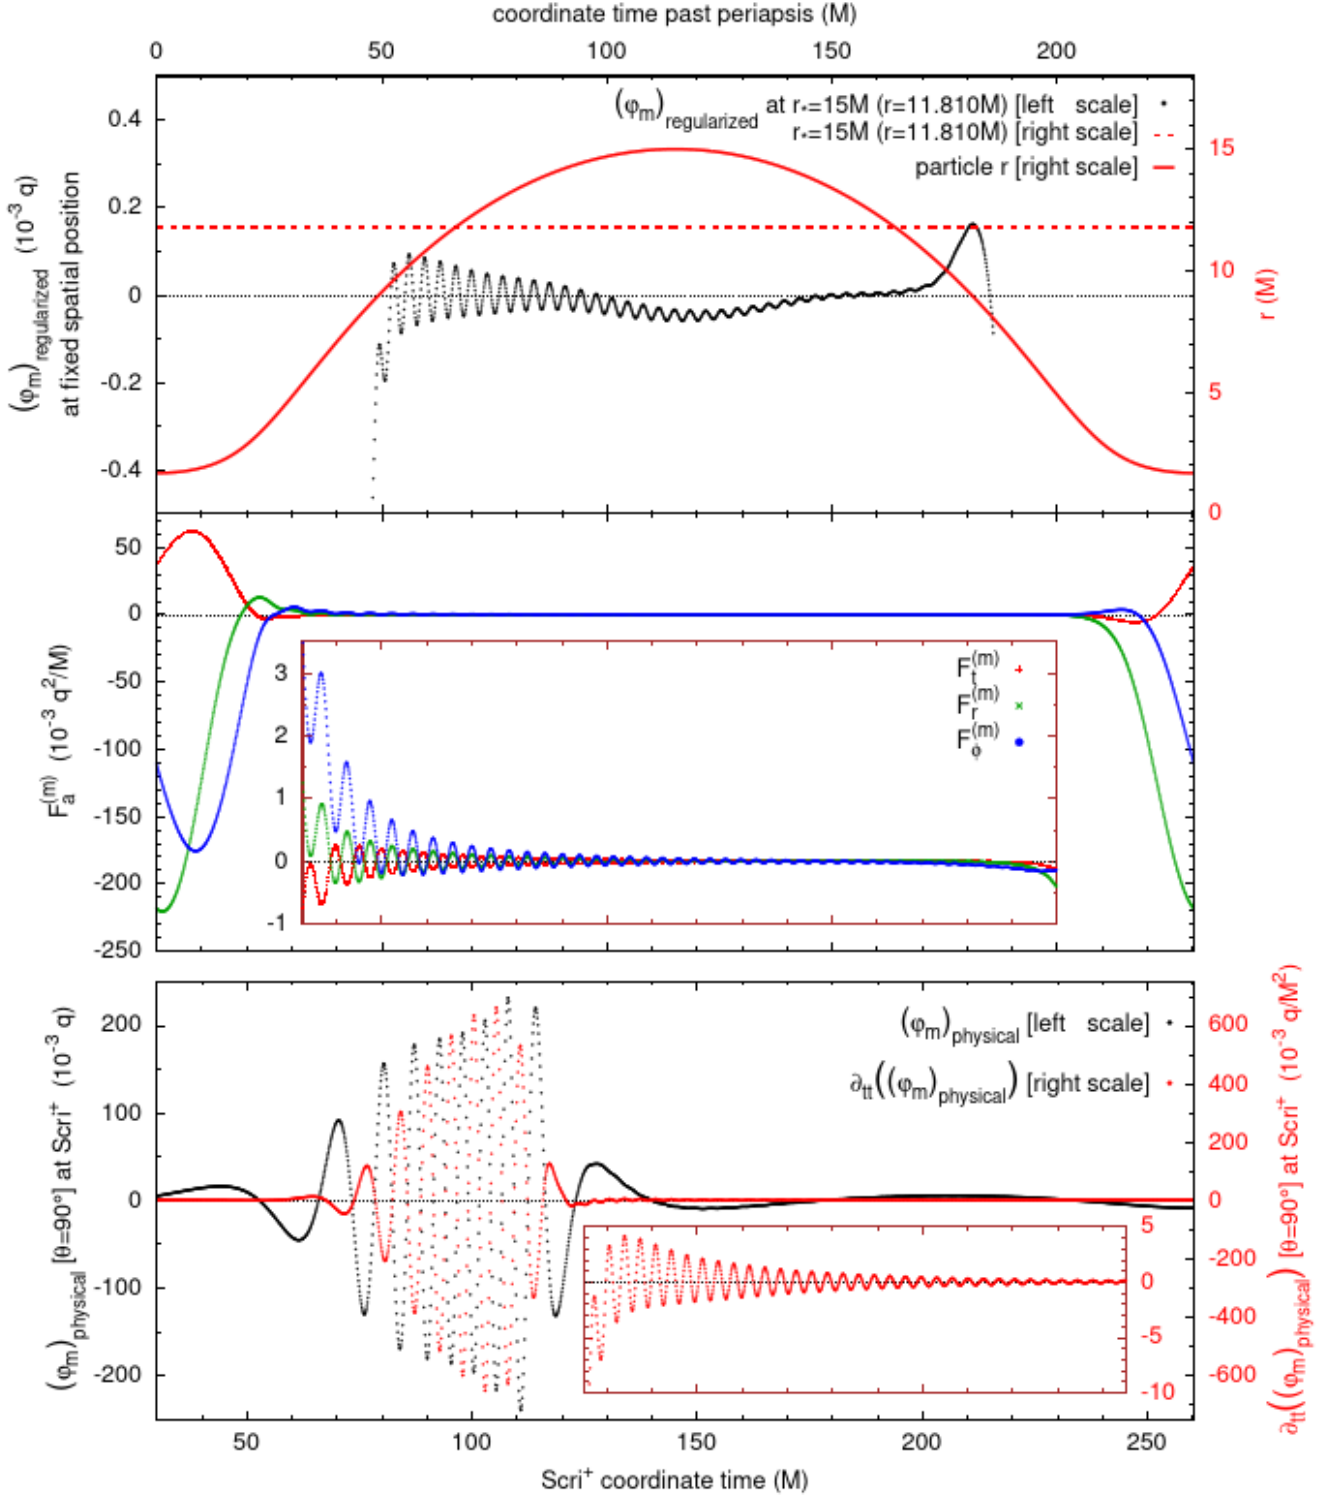 coordinate time past periapsis (M)
0 50 100 150 200
(φm)regularized at r*=15M (r=11.810M) [left scale]
r*=15M (r=11.810M) [right scale]
particle r [right scale]
0.4
0.2
0
-0.2
-0.4
(φm)regularized (10⁻³ q)
at fixed spatial position
15
10
5
0
r (M)
50
0
-50
-100
-150
-200
-250
Fa(m) (10⁻³ q²/M)
3
2
1
0
-1
Ft(m)
Fr(m)
Fϕ(m)
200
100
0
-100
-200
(φm)physical [θ=90°] at Scri⁺ (10⁻³ q)
(φm)physical [left scale]
∂tt((φm)physical) [right scale]
600
400
200
0
-200
-400
-600
∂tt((φm)physical) [θ=90°] at Scri⁺ (10⁻³ q/M²)
5
0
-5
-10
50 100 150 200 250
Scri⁺ coordinate time (M)